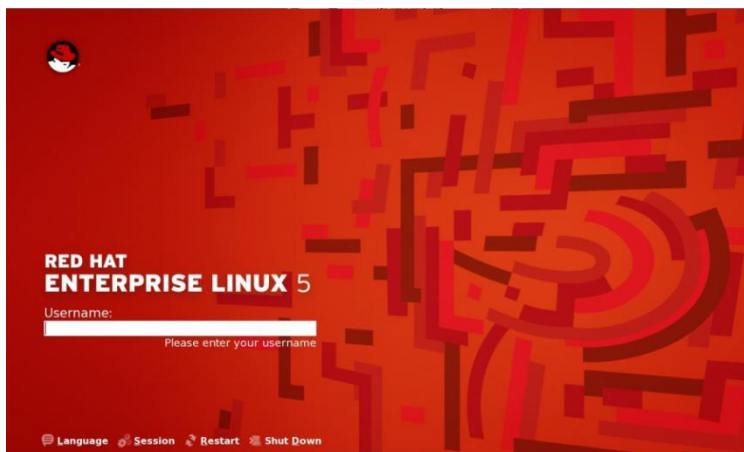 RED HAT
ENTERPRISE LINUX 5
Username:
Please enter your username
Language Session Restart Shut Down